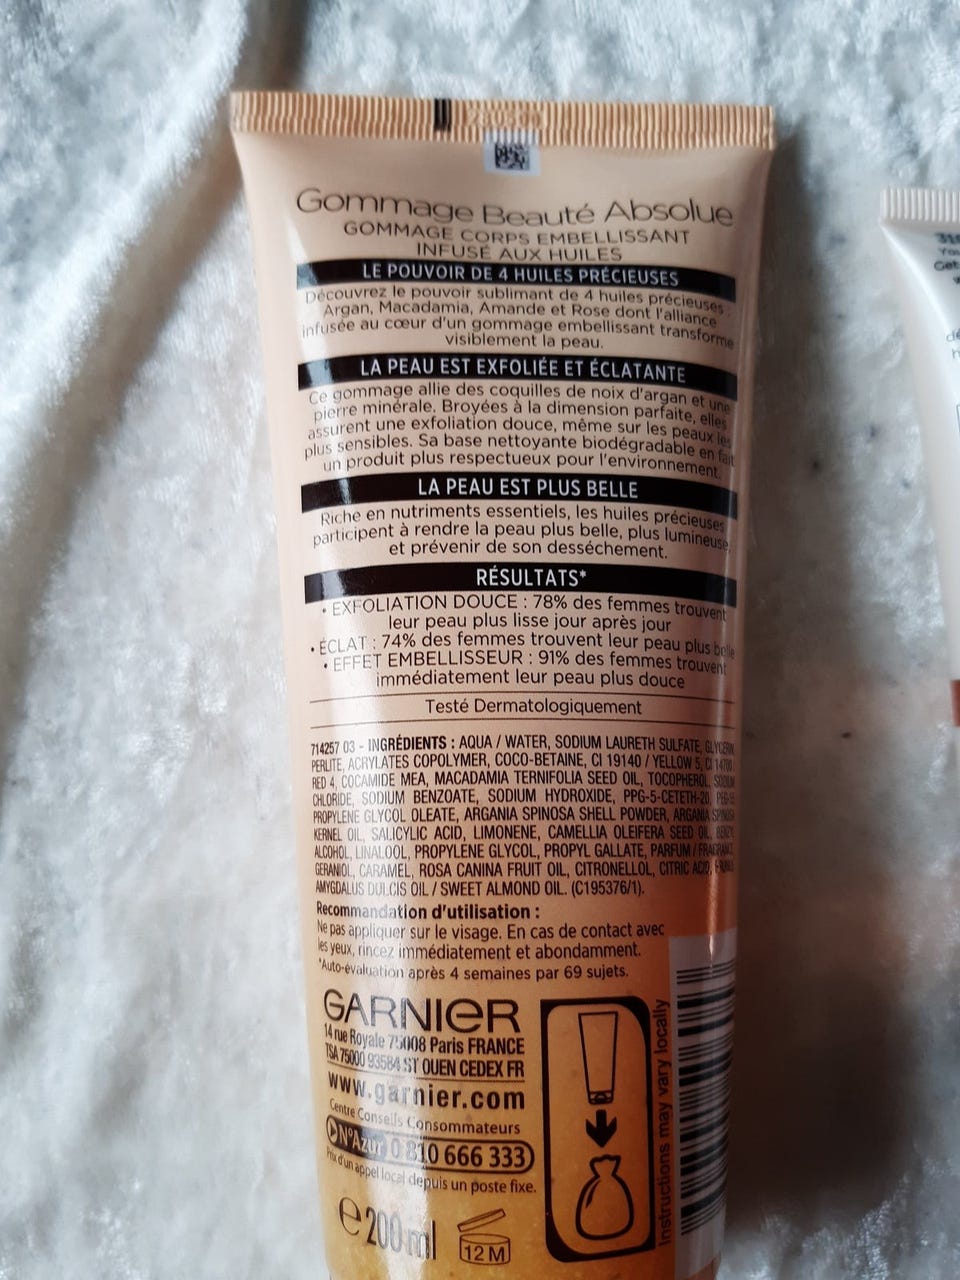 Gommage Beauté Absolue
GOMMAGE CORPS EMBELLISSANT
INFUSÉ AUX HUILES
LE POUVOIR DE 4 HUILES PRÉCIEUSES
Découvrez le pouvoir sublimant de 4 huiles précieuses :
Argan, Macadamia, Amande et Rose dont l'alliance
infusée au cœur d'un gommage embellissant transforme
visiblement la peau.
LA PEAU EST EXFOLIÉE ET ÉCLATANTE
Ce gommage allie des coquilles de noix d'argan et une
pierre minérale. Broyées à la dimension parfaite, elles
assurent une exfoliation douce, même sur les peaux les
plus sensibles. Sa base nettoyante biodégradable en fait
un produit plus respectueux pour l'environnement.
LA PEAU EST PLUS BELLE
Riche en nutriments essentiels, les huiles précieuses
participent à rendre la peau plus belle, plus lumineuse,
et prévenir de son desséchement.
RÉSULTATS*
• EXFOLIATION DOUCE : 78% des femmes trouvent
leur peau plus lisse jour après jour
• ÉCLAT : 74% des femmes trouvent leur peau plus belle
• EFFET EMBELLISSEUR : 91% des femmes trouvent
immédiatement leur peau plus douce
Testé Dermatologiquement
714257 03 - INGRÉDIENTS : AQUA / WATER, SODIUM LAURETH SULFATE, GLYCERIN,
PERLITE, ACRYLATES COPOLYMER, COCO-BETAINE, CI 19140 / YELLOW 5, CI 14700 /
RED 4, COCAMIDE MEA, MACADAMIA TERNIFOLIA SEED OIL, TOCOPHEROL, SODIUM
CHLORIDE, SODIUM BENZOATE, SODIUM HYDROXIDE, PPG-5-CETETH-20, PEG-55
PROPYLENE GLYCOL OLEATE, ARGANIA SPINOSA SHELL POWDER, ARGANIA SPINOSA
KERNEL OIL, SALICYLIC ACID, LIMONENE, CAMELLIA OLEIFERA SEED OIL, BENZYL
ALCOHOL, LINALOOL, PROPYLENE GLYCOL, PROPYL GALLATE, PARFUM / FRAGRANCE,
GERANIOL, CARAMEL, ROSA CANINA FRUIT OIL, CITRONELLOL, CITRIC ACID,
AMYGDALUS DULCIS OIL / SWEET ALMOND OIL. (C195376/1).
Recommandation d'utilisation :
Ne pas appliquer sur le visage. En cas de contact avec
les yeux, rincez immédiatement et abondamment.
*Auto-évaluation après 4 semaines par 69 sujets.
GARNIER
14 rue Royale 75008 Paris FRANCE
TSA 75000 93584 ST OUEN CEDEX FR
www.garnier.com
Centre Conseils Consommateurs
N°Azur 0 810 666 333
Prix d'un appel local depuis un poste fixe.
e 200 ml
12 M
Instructions may vary locally